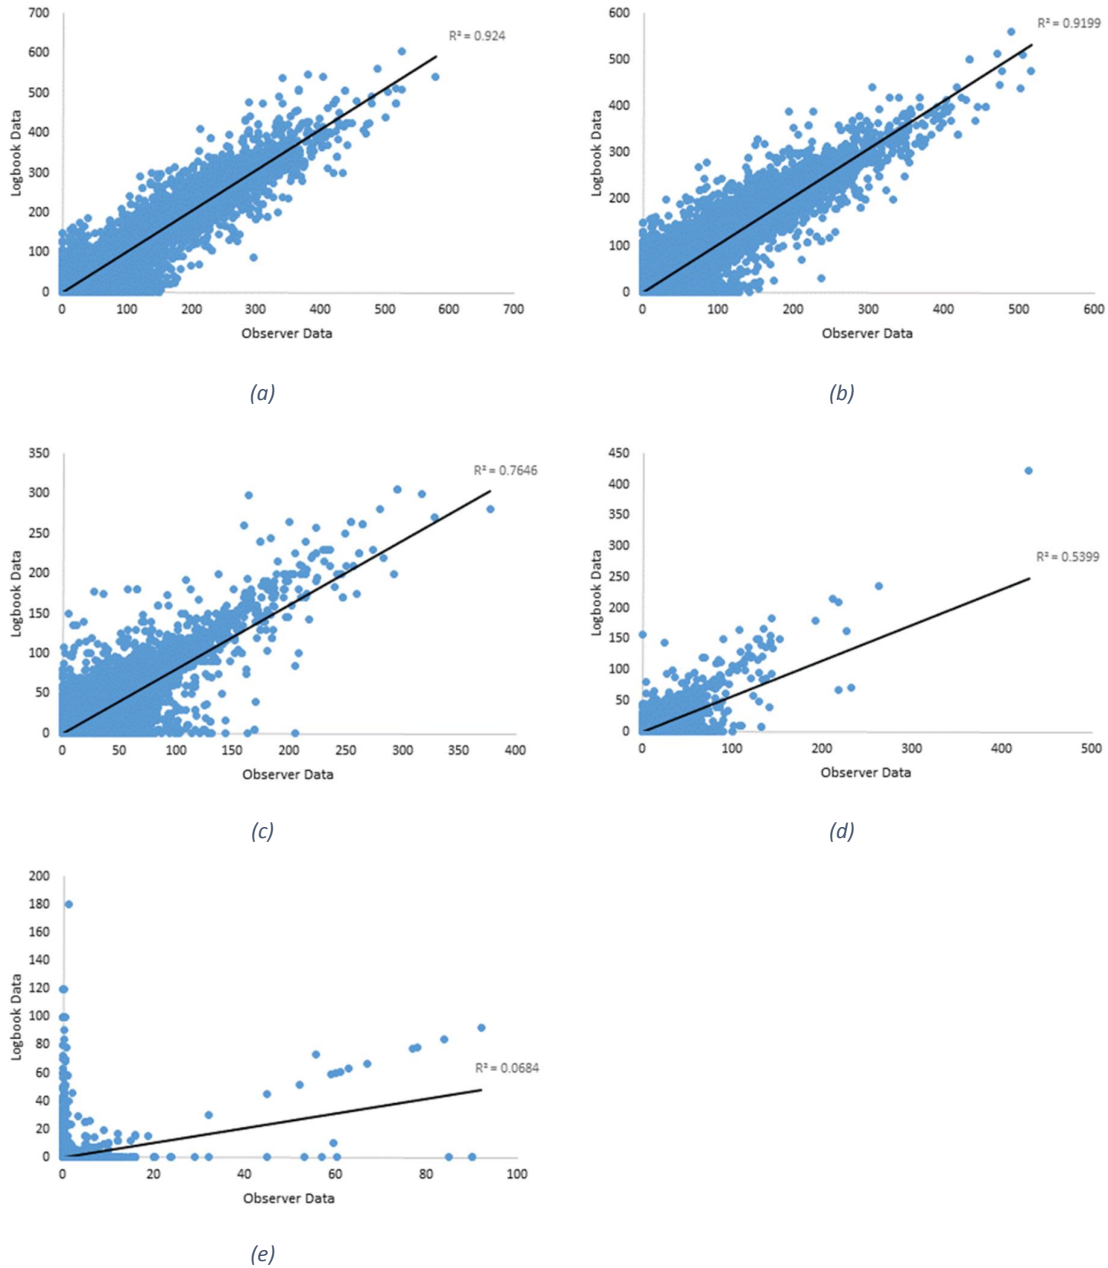 700
600
500
400
300
200
100
0
Logbook Data
R² = 0.924
0 100 200 300 400 500 600 700
Observer Data
(a)
600
500
400
300
200
100
0
Logbook Data
R² = 0.9199
0 100 200 300 400 500 600
Observer Data
(b)
350
300
250
200
150
100
50
0
Logbook Data
R² = 0.7646
0 50 100 150 200 250 300 350 400
Observer Data
(c)
450
400
350
300
250
200
150
100
50
0
Logbook Data
R² = 0.5399
0 100 200 300 400 500
Observer Data
(d)
200
180
160
140
120
100
80
60
40
20
0
Logbook Data
R² = 0.0684
0 20 40 60 80 100
Observer Data
(e)